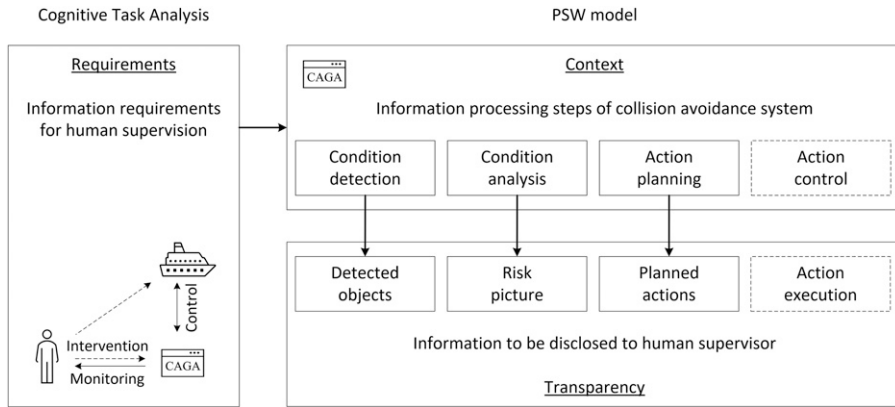 Cognitive Task Analysis
PSW model
Requirements
Information requirements
for human supervision
Control
Intervention
Monitoring
CAGA
CAGA
Context
Information processing steps of collision avoidance system
Condition
detection
Condition
analysis
Action
planning
Action
control
Detected
objects
Risk
picture
Planned
actions
Action
execution
Information to be disclosed to human supervisor
Transparency